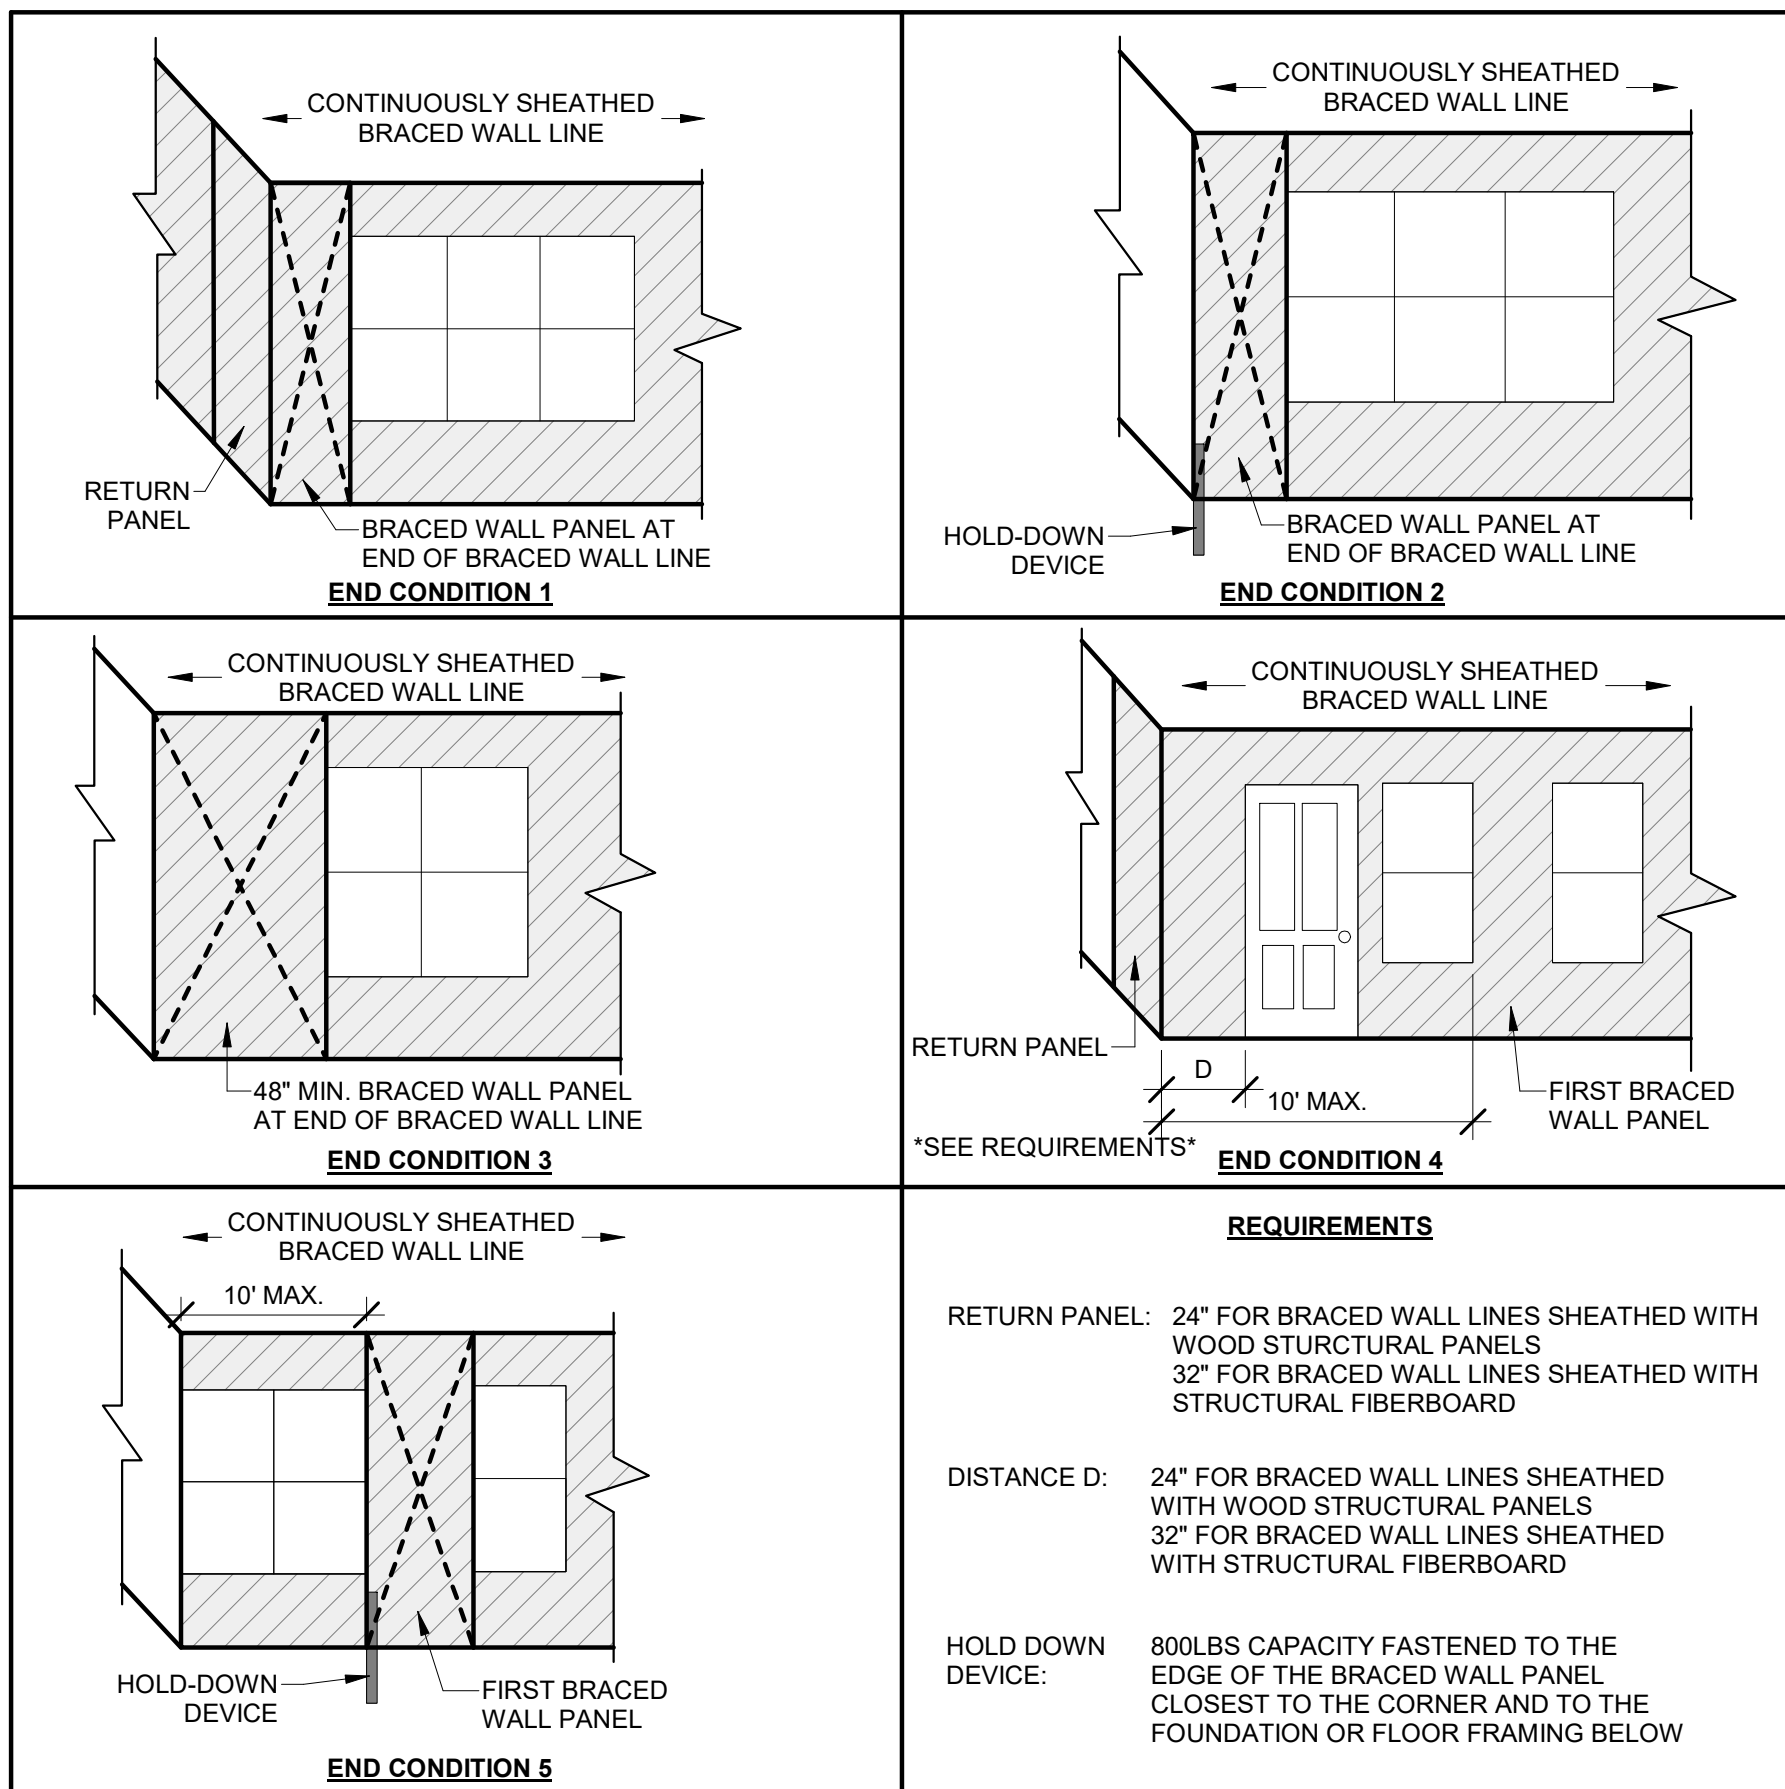 CONTINUOUSLY SHEATHED
BRACED WALL LINE
RETURN
PANEL
BRACED WALL PANEL AT
END OF BRACED WALL LINE
END CONDITION 1
CONTINUOUSLY SHEATHED
BRACED WALL LINE
HOLD-DOWN
DEVICE
BRACED WALL PANEL AT
END OF BRACED WALL LINE
END CONDITION 2
CONTINUOUSLY SHEATHED
BRACED WALL LINE
48" MIN. BRACED WALL PANEL
AT END OF BRACED WALL LINE
END CONDITION 3
CONTINUOUSLY SHEATHED
BRACED WALL LINE
RETURN PANEL
D
10' MAX.
FIRST BRACED
WALL PANEL
*SEE REQUIREMENTS*
END CONDITION 4
CONTINUOUSLY SHEATHED
BRACED WALL LINE
10' MAX.
HOLD-DOWN
DEVICE
FIRST BRACED
WALL PANEL
END CONDITION 5
REQUIREMENTS
RETURN PANEL: 24" FOR BRACED WALL LINES SHEATHED WITH
WOOD STURCTURAL PANELS
32" FOR BRACED WALL LINES SHEATHED WITH
STRUCTURAL FIBERBOARD
DISTANCE D: 24" FOR BRACED WALL LINES SHEATHED
WITH WOOD STRUCTURAL PANELS
32" FOR BRACED WALL LINES SHEATHED
WITH STRUCTURAL FIBERBOARD
HOLD DOWN 800LBS CAPACITY FASTENED TO THE
DEVICE: EDGE OF THE BRACED WALL PANEL
CLOSEST TO THE CORNER AND TO THE
FOUNDATION OR FLOOR FRAMING BELOW